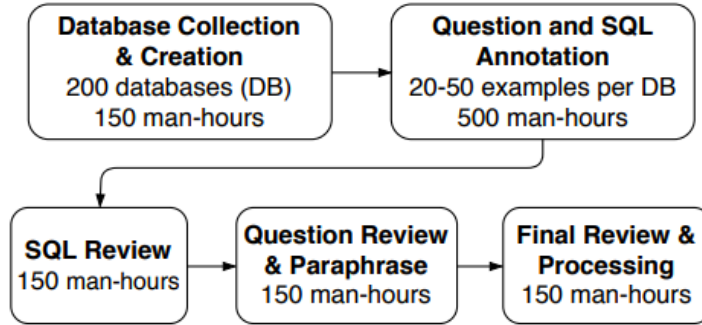 Database Collection
& Creation
200 databases (DB)
150 man-hours
Question and SQL
Annotation
20-50 examples per DB
500 man-hours
SQL Review
150 man-hours
Question Review
& Paraphrase
150 man-hours
Final Review &
Processing
150 man-hours